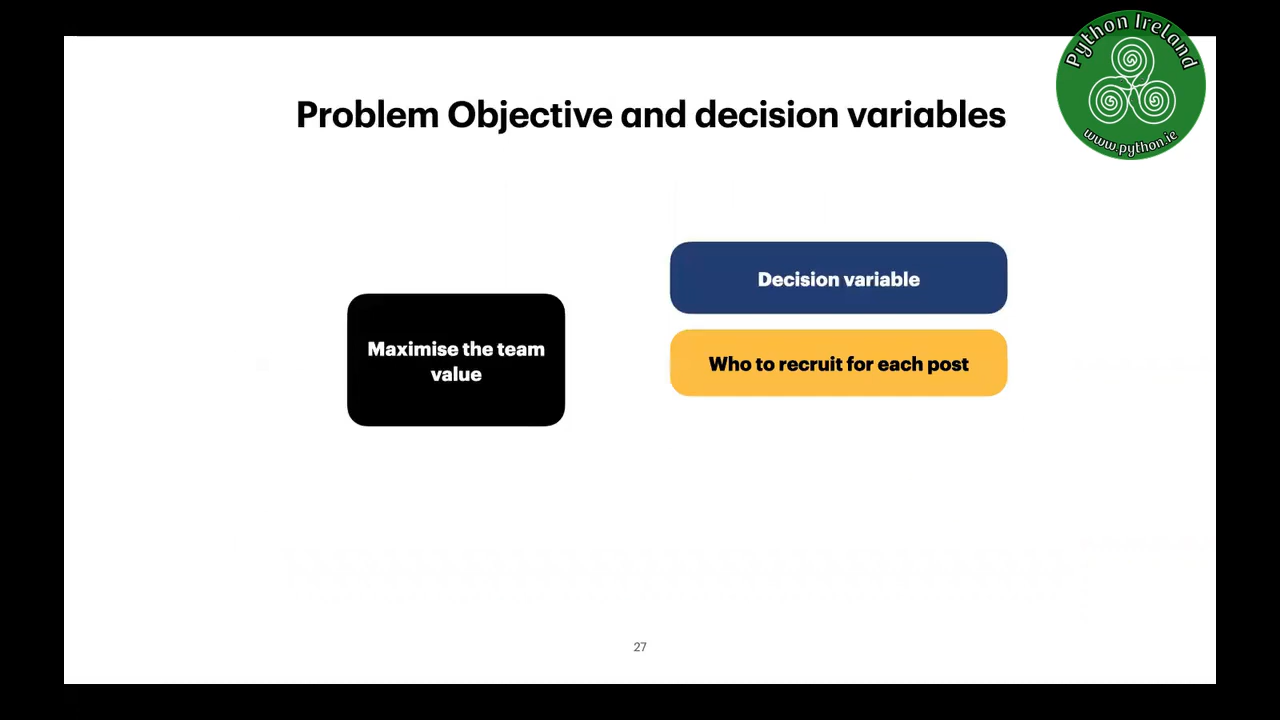 Python Ireland
www.python.ie
Problem Objective and decision variables
Maximise the team
value
Decision variable
Who to recruit for each post
27